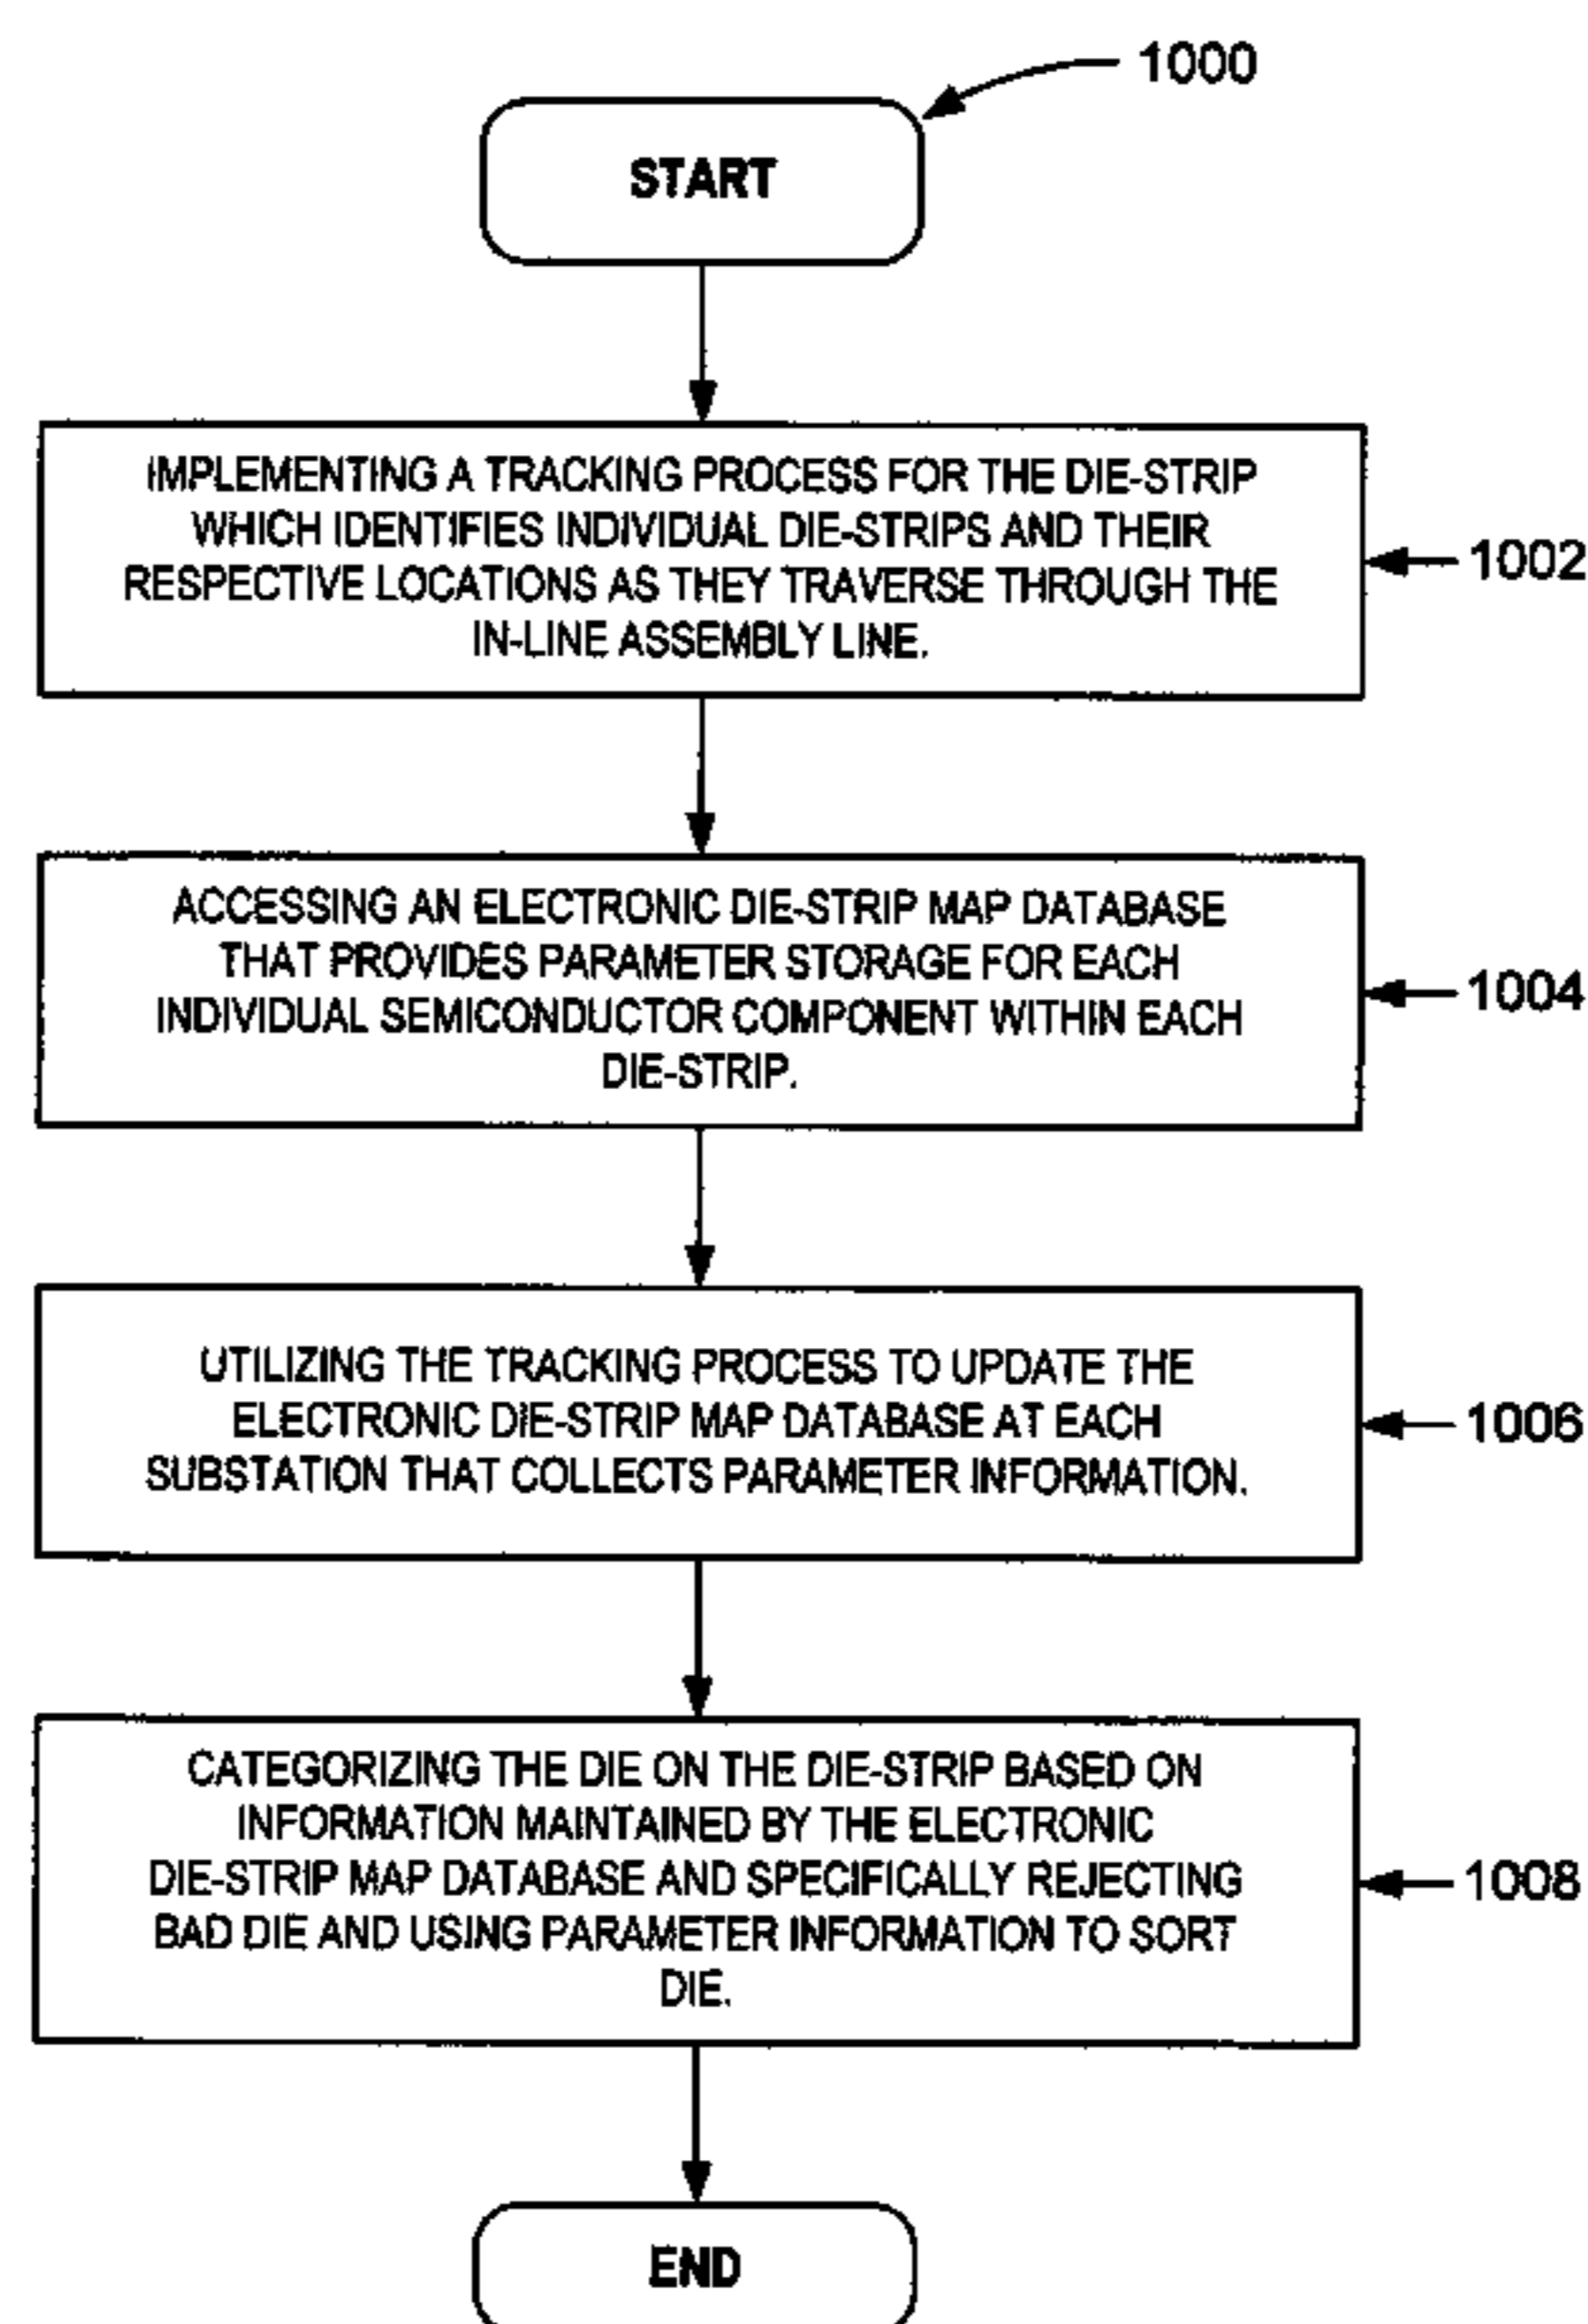 1000
START
IMPLEMENTING A TRACKING PROCESS FOR THE DIE-STRIP
WHICH IDENTIFIES INDIVIDUAL DIE-STRIPS AND THEIR
RESPECTIVE LOCATIONS AS THEY TRAVERSE THROUGH THE
IN-LINE ASSEMBLY LINE.
1002
ACCESSING AN ELECTRONIC DIE-STRIP MAP DATABASE
THAT PROVIDES PARAMETER STORAGE FOR EACH
INDIVIDUAL SEMICONDUCTOR COMPONENT WITHIN EACH
DIE-STRIP.
1004
UTILIZING THE TRACKING PROCESS TO UPDATE THE
ELECTRONIC DIE-STRIP MAP DATABASE AT EACH
SUBSTATION THAT COLLECTS PARAMETER INFORMATION.
1006
CATEGORIZING THE DIE ON THE DIE-STRIP BASED ON
INFORMATION MAINTAINED BY THE ELECTRONIC
DIE-STRIP MAP DATABASE AND SPECIFICALLY REJECTING
BAD DIE AND USING PARAMETER INFORMATION TO SORT
DIE.
1008
END